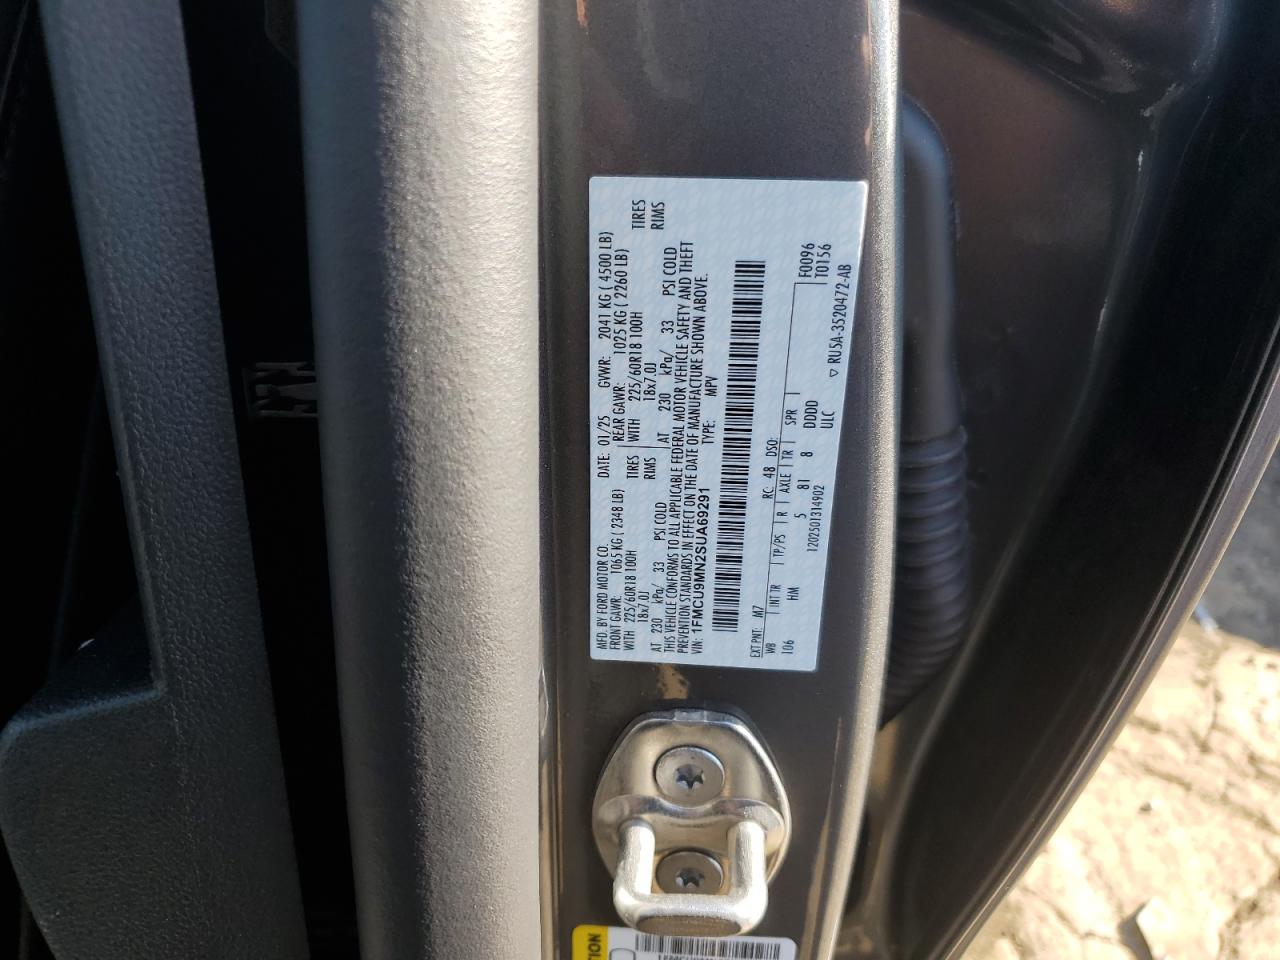 MFD. BY FORD MOTOR CO. DATE: 01/25 GVWR: 2041 KG ( 4500 LB)
FRONT GAWR: 1065 KG ( 2348 LB) REAR GAWR: 1025 KG ( 2260 LB)
WITH 225/60R18 100H TIRES WITH 225/60R18 100H TIRES
18x7.0J RIMS 18x7.0J RIMS
AT 230 kPa/ 33 PSI COLD AT 230 kPa/ 33 PSI COLD
THIS VEHICLE CONFORMS TO ALL APPLICABLE FEDERAL MOTOR VEHICLE SAFETY AND THEFT
PREVENTION STANDARDS IN EFFECT ON THE DATE OF MANUFACTURE SHOWN ABOVE.
VIN: 1FMCU9MN2SUA69291 TYPE: MPV
EXT PNT: M7 RC: 48 DSO:
WB INT TR TP/PS R AXLE TR SPR F0096
106 HM 5 81 8 DDDD T0156
1202501314902 ULC
▽ RU5A-3520472-AB